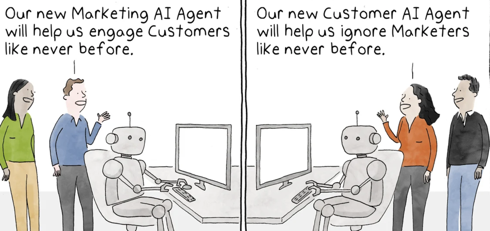 Our new Marketing AI Agent
will help us engage Customers
like never before.
Our new Customer AI Agent
will help us ignore Marketers
like never before.